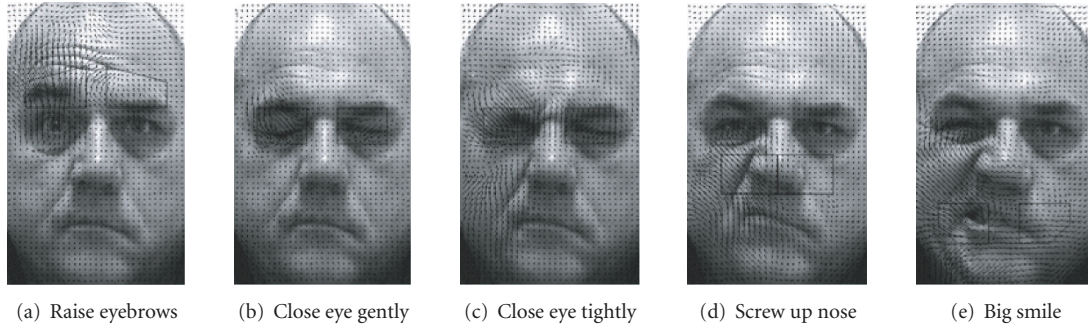 (a) Raise eyebrows
(b) Close eye gently
(c) Close eye tightly
(d) Screw up nose
(e) Big smile